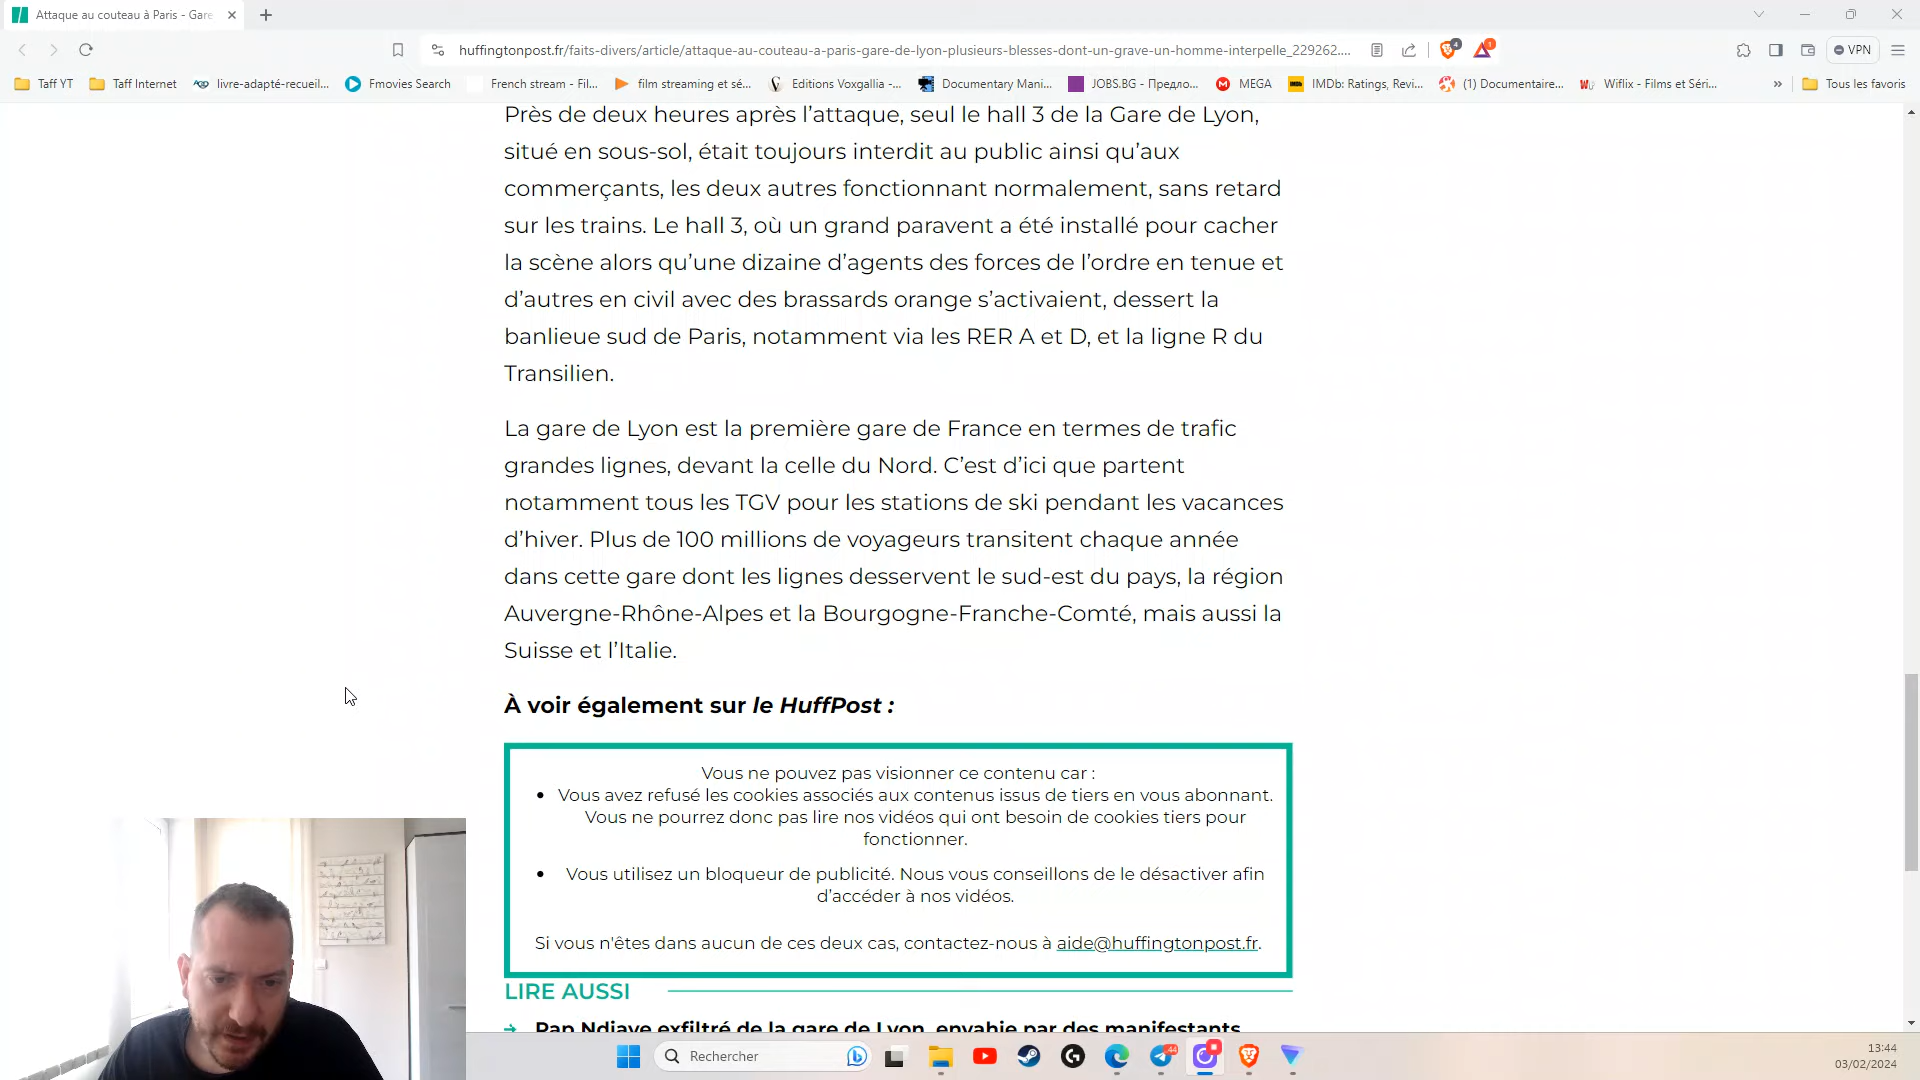 Attaque au couteau à Paris - Gare
huffingtonpost.fr/faits-divers/article/attaque-au-couteau-a-paris-gare-de-lyon-plusieurs-blesses-dont-un-grave-un-homme-interpelle_229262....
4
1
VPN
Taff YT
Taff Internet
livre-adapté-recueil...
Fmovies Search
French stream - Fil...
film streaming et sé...
Editions Voxgallia -...
Documentary Mani...
JOBS.BG - Предло...
MEGA
IMDb: Ratings, Revi...
(1) Documentaire...
Wiflix - Films et Séri...
»
Tous les favoris
Près de deux heures après l’attaque, seul le hall 3 de la Gare de Lyon,
situé en sous-sol, était toujours interdit au public ainsi qu’aux
commerçants, les deux autres fonctionnant normalement, sans retard
sur les trains. Le hall 3, où un grand paravent a été installé pour cacher
la scène alors qu’une dizaine d’agents des forces de l’ordre en tenue et
d’autres en civil avec des brassards orange s’activaient, dessert la
banlieue sud de Paris, notamment via les RER A et D, et la ligne R du
Transilien.
La gare de Lyon est la première gare de France en termes de trafic
grandes lignes, devant la celle du Nord. C’est d’ici que partent
notamment tous les TGV pour les stations de ski pendant les vacances
d’hiver. Plus de 100 millions de voyageurs transitent chaque année
dans cette gare dont les lignes desservent le sud-est du pays, la région
Auvergne-Rhône-Alpes et la Bourgogne-Franche-Comté, mais aussi la
Suisse et l’Italie.
À voir également sur le HuffPost :
Vous ne pouvez pas visionner ce contenu car :
• Vous avez refusé les cookies associés aux contenus issus de tiers en vous abonnant.
Vous ne pourrez donc pas lire nos vidéos qui ont besoin de cookies tiers pour
fonctionner.
• Vous utilisez un bloqueur de publicité. Nous vous conseillons de le désactiver afin
d’accéder à nos vidéos.
Si vous n'êtes dans aucun de ces deux cas, contactez-nous à aide@huffingtonpost.fr.
LIRE AUSSI
Pap Ndiaye exfiltré de la gare de Lyon, envahie par des manifestants
Rechercher
44
13:44
03/02/2024